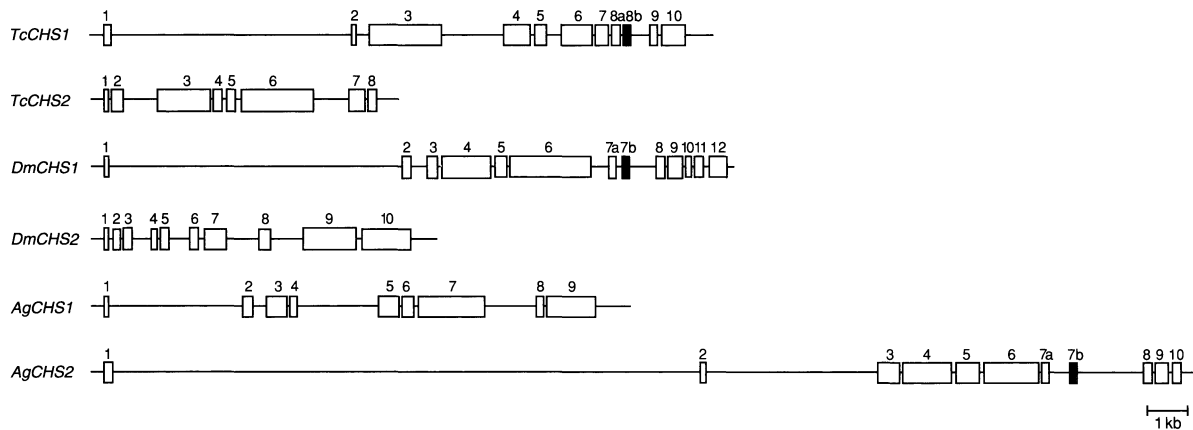 1 2 3 4 5 6 7 8a8b 9 10
TcCHS1
1 2 3 4 5 6 7 8
TcCHS2
1 2 3 4 5 6 7a 7b 8 9 10 11 12
DmCHS1
1 2 3 4 5 6 7 8 9 10
DmCHS2
1 2 3 4 5 6 7 8 9
AgCHS1
1 2 3 4 5 6 7a 7b 8 9 10
AgCHS2
1 kb